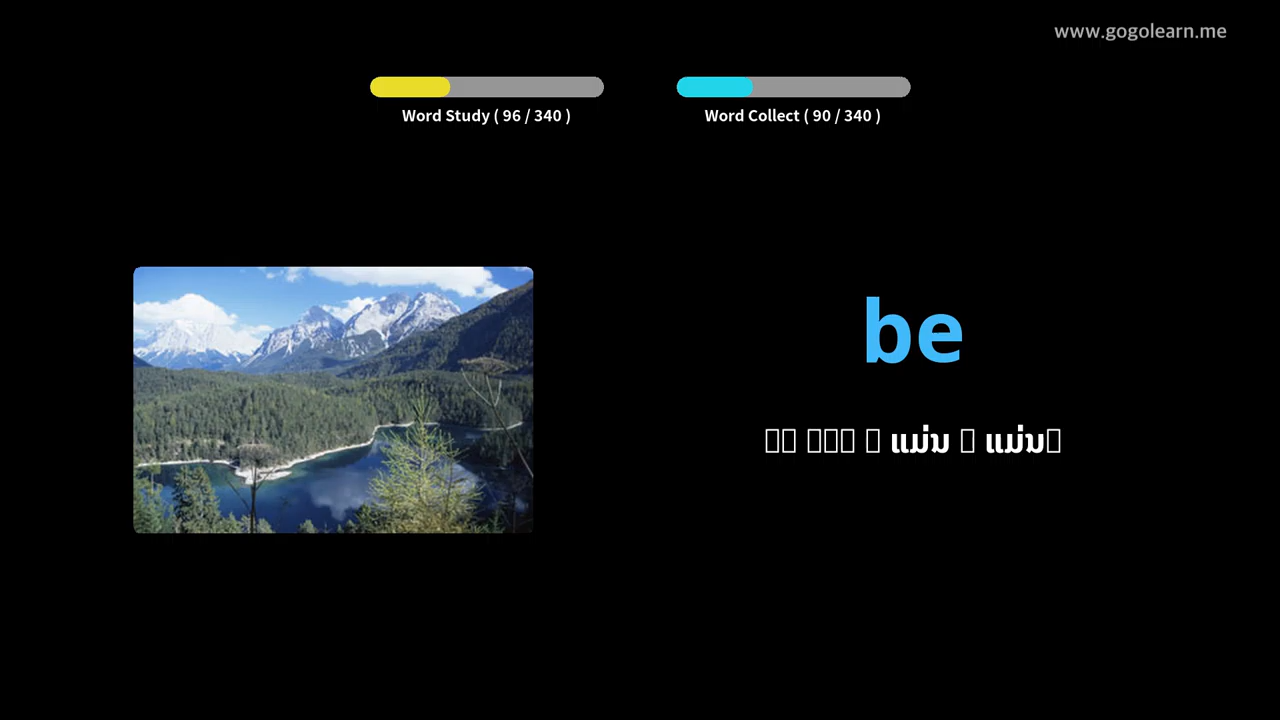 www.gogolearn.me
Word Study ( 96 / 340 )
Word Collect ( 90 / 340 )
be
ແມ່ນ ແມ່ນ